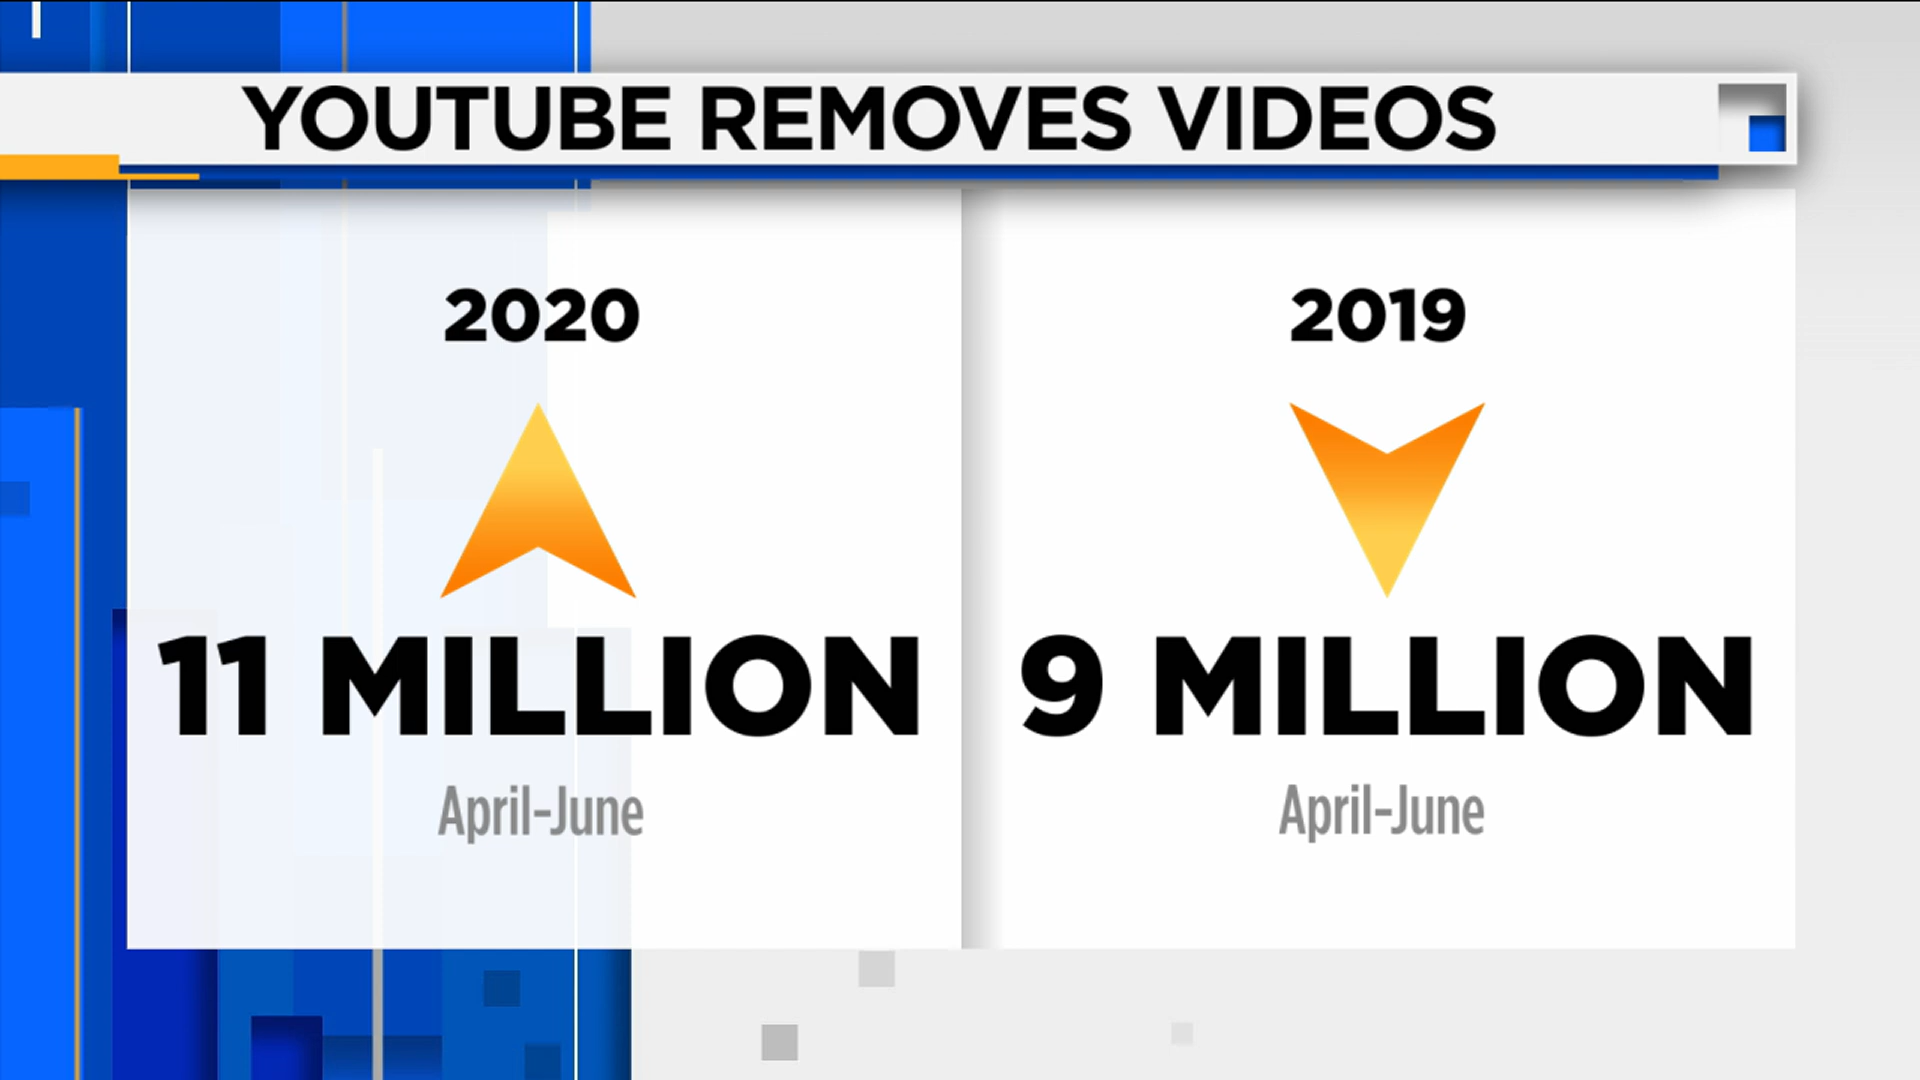 YOUTUBE REMOVES VIDEOS
2020
11 MILLION
April-June
2019
9 MILLION
April-June